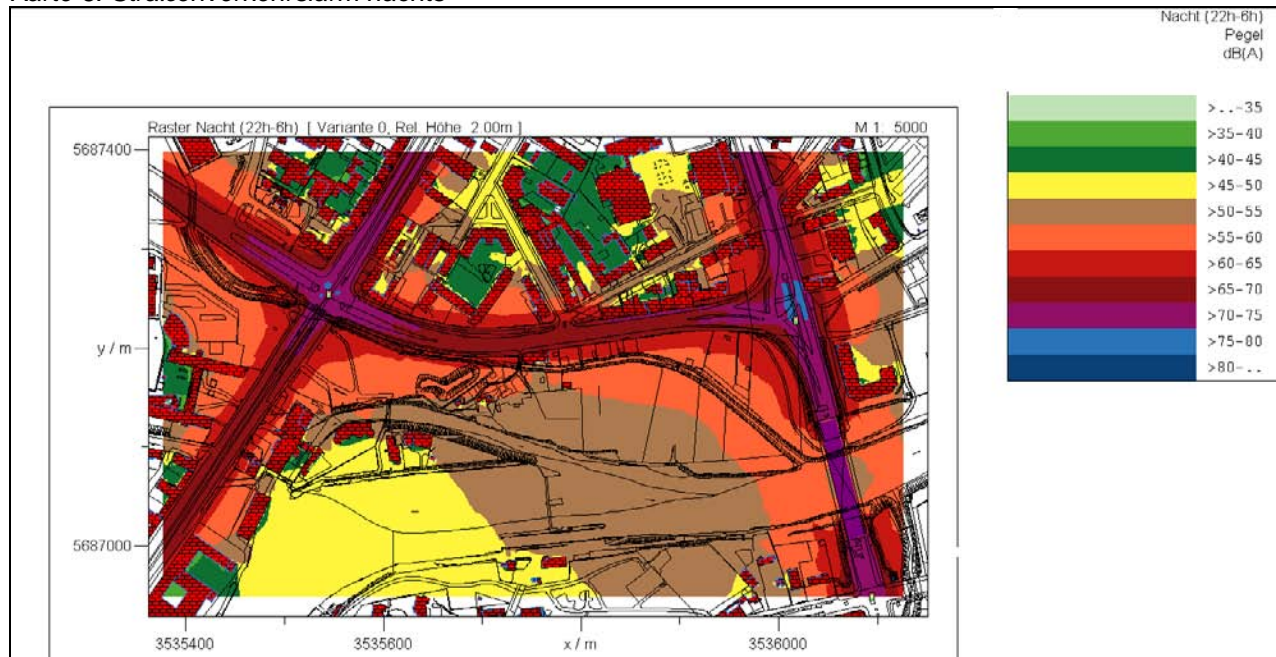 Nacht (22h-6h)
Pegel
dB(A)
>..-35
>35-40
>40-45
>45-50
>50-55
>55-60
>60-65
>65-70
>70-75
>75-80
>80-..
Raster Nacht (22h-6h) [ Variante 0, Rel. Höhe 2.00m ]
M 1: 5000
5687400
y / m
5687000
3535400
3535600
x / m
3536000